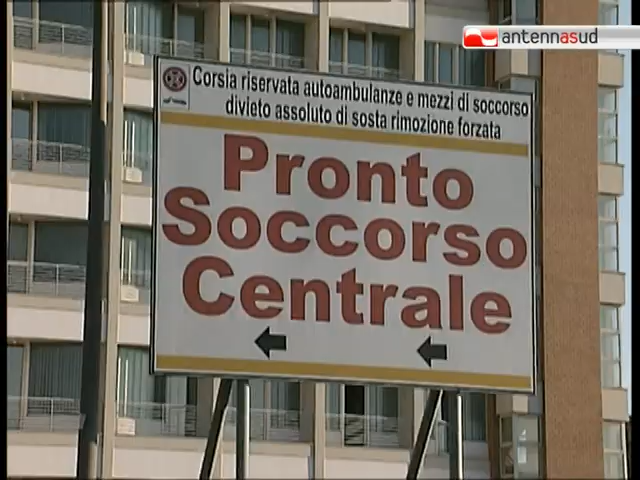 antennasud
Corsia riservata autoambulanze e mezzi di soccorso
divieto assoluto di sosta rimozione forzata
Pronto
Soccorso
Centrale